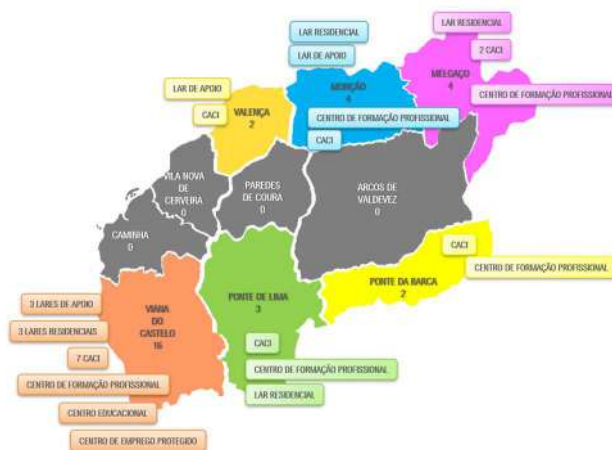 LAR RESIDENCIAL
LAR DE APOIO
MONÇÃO
4
CENTRO DE FORMAÇÃO PROFISSIONAL
CACI
LAR RESIDENCIAL
2 CACI
MELGAÇO
4
CENTRO DE FORMAÇÃO PROFISSIONAL
LAR DE APOIO
CACI
VALENÇA
2
VILA NOVA
DE
CERVEIRA
0
PAREDES
DE COURA
0
ARCOS DE
VALDEVEZ
0
CAMINHA
0
CACI
CENTRO DE FORMAÇÃO PROFISSIONAL
PONTE DA BARCA
2
3 LARES DE APOIO
3 LARES RESIDENCIAIS
7 CACI
CENTRO DE FORMAÇÃO PROFISSIONAL
CENTRO EDUCACIONAL
CENTRO DE EMPREGO PROTEGIDO
VIANA
DO
CASTELO
16
PONTE DE LIMA
3
CACI
CENTRO DE FORMAÇÃO PROFISSIONAL
LAR RESIDENCIAL